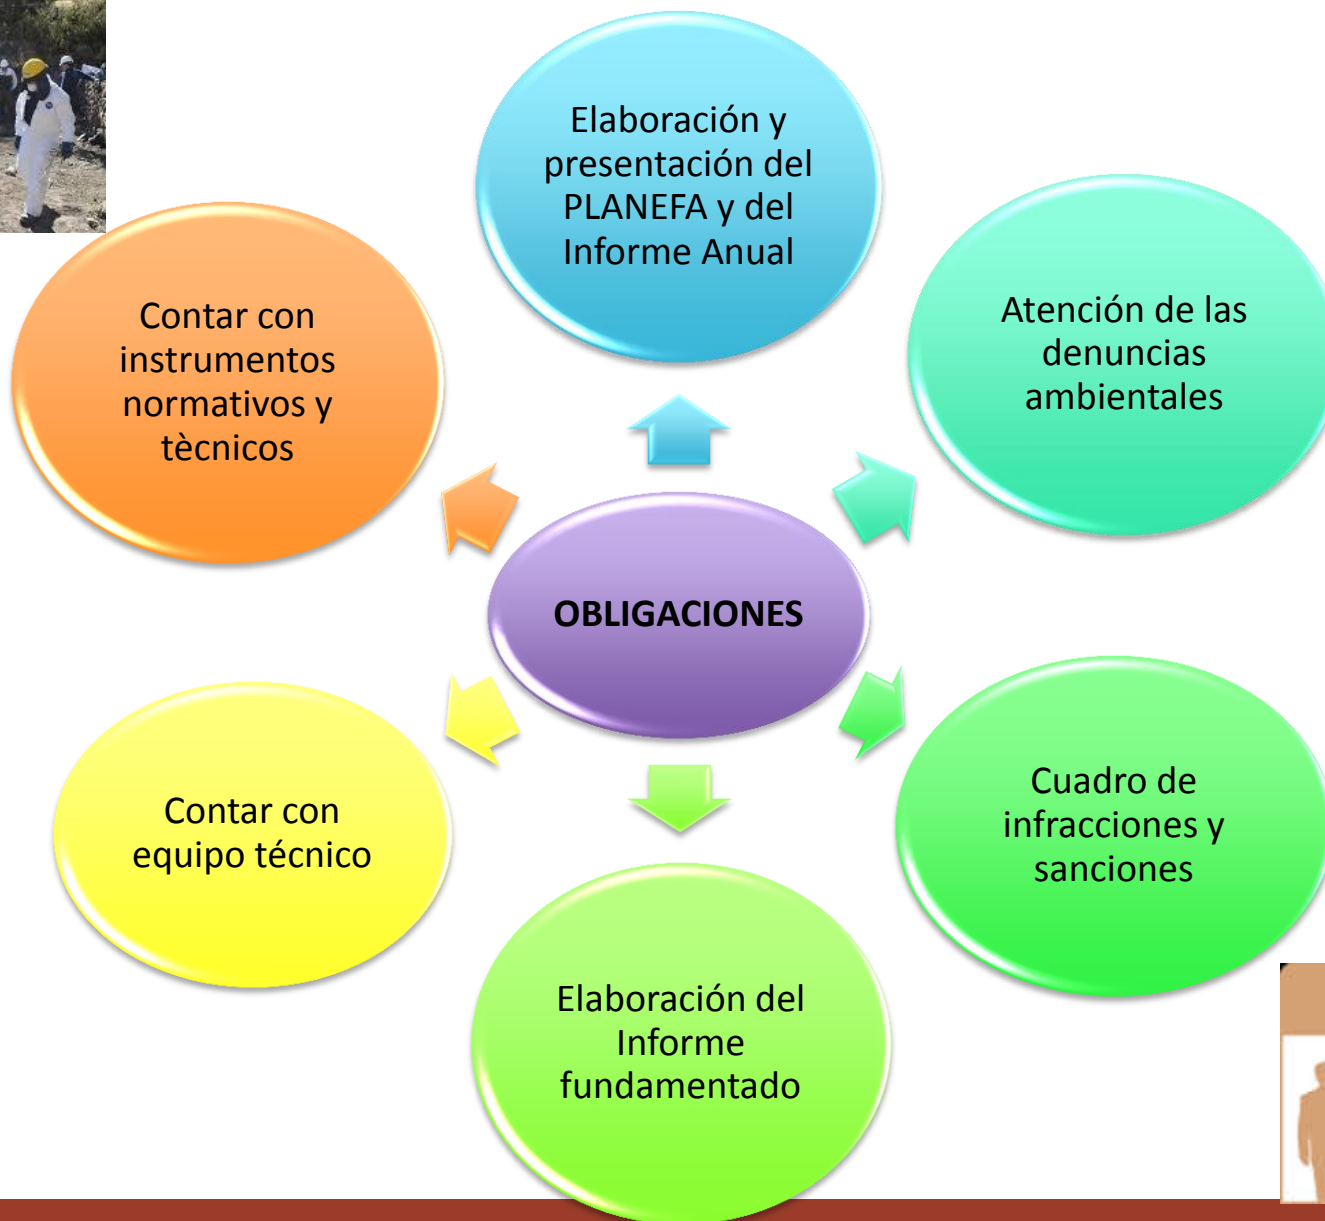 Elaboración y
presentación del
PLANEFA y del
Informe Anual
Atención de las
denuncias
ambientales
Cuadro de
infracciones y
sanciones
Elaboración del
Informe
fundamentado
Contar con
equipo técnico
Contar con
instrumentos
normativos y
tècnicos
OBLIGACIONES